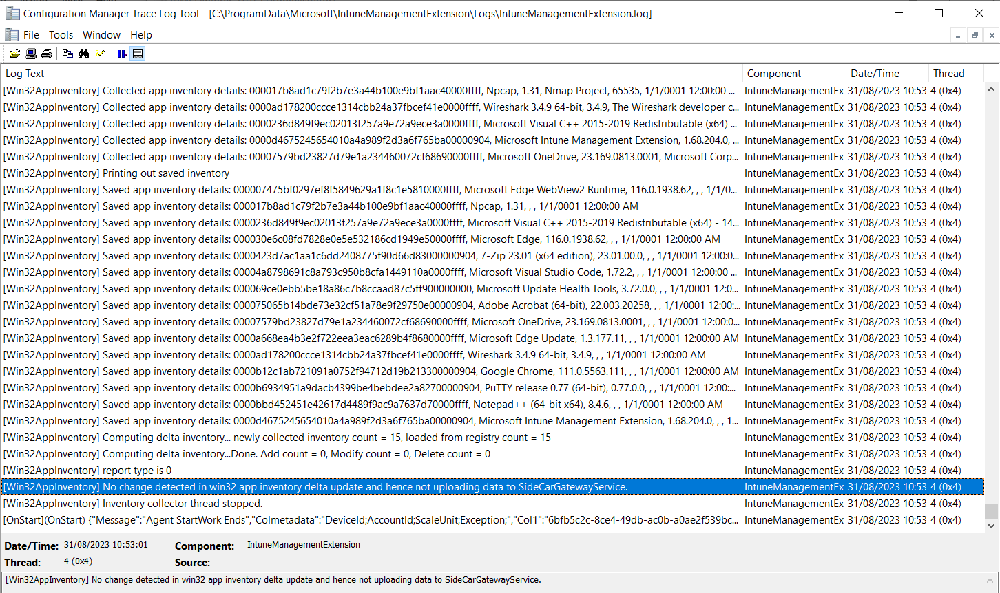 Configuration Manager Trace Log Tool - [C:\ProgramData\Microsoft\IntuneManagementExtension\Logs\IntuneManagementExtension.log]
File Tools Window Help
Log Text Component Date/Time Thread
[Win32AppInventory] Collected app inventory details: 000017b8ad1c79f2b7e3a44b100e9bf1aac40000ffff, Npcap, 1.31, Nmap Project, 65535, 1/1/0001 12:00:00 ... IntuneManagementEx 31/08/2023 10:53 4 (0x4)
[Win32AppInventory] Collected app inventory details: 0000ad178200ccce1314cbb24a37fbcef41e0000ffff, Wireshark 3.4.9 64-bit, 3.4.9, The Wireshark developer c... IntuneManagementEx 31/08/2023 10:53 4 (0x4)
[Win32AppInventory] Collected app inventory details: 0000236d849f9ec02013f257a9e72a9ece3a0000ffff, Microsoft Visual C++ 2015-2019 Redistributable (x64) ... IntuneManagementEx 31/08/2023 10:53 4 (0x4)
[Win32AppInventory] Collected app inventory details: 0000d4675245654010a4a989f2d3a6f765ba00000904, Microsoft Intune Management Extension, 1.68.204.0, ... IntuneManagementEx 31/08/2023 10:53 4 (0x4)
[Win32AppInventory] Collected app inventory details: 00007579bd23827d79e1a234460072cf68690000ffff, Microsoft OneDrive, 23.169.0813.0001, Microsoft Corp... IntuneManagementEx 31/08/2023 10:53 4 (0x4)
[Win32AppInventory] Printing out saved inventory IntuneManagementEx 31/08/2023 10:53 4 (0x4)
[Win32AppInventory] Saved app inventory details: 000007475bf0297ef8f5849629a1f8c1e5810000ffff, Microsoft Edge WebView2 Runtime, 116.0.1938.62, , , 1/1/0... IntuneManagementEx 31/08/2023 10:53 4 (0x4)
[Win32AppInventory] Saved app inventory details: 000017b8ad1c79f2b7e3a44b100e9bf1aac40000ffff, Npcap, 1.31, , , 1/1/0001 12:00:00 AM IntuneManagementEx 31/08/2023 10:53 4 (0x4)
[Win32AppInventory] Saved app inventory details: 0000236d849f9ec02013f257a9e72a9ece3a0000ffff, Microsoft Visual C++ 2015-2019 Redistributable (x64) - 14... IntuneManagementEx 31/08/2023 10:53 4 (0x4)
[Win32AppInventory] Saved app inventory details: 000030e6c08fd7828e0e5e532186cd1949e50000ffff, Microsoft Edge, 116.0.1938.62, , , 1/1/0001 12:00:00 AM IntuneManagementEx 31/08/2023 10:53 4 (0x4)
[Win32AppInventory] Saved app inventory details: 0000423d7ac1aa1c6dd2408775f90d66d83000000904, 7-Zip 23.01 (x64 edition), 23.01.00.0, , , 1/1/0001 12:00:0... IntuneManagementEx 31/08/2023 10:53 4 (0x4)
[Win32AppInventory] Saved app inventory details: 00004a8798691c8a793c950b8cfa1449110a0000ffff, Microsoft Visual Studio Code, 1.72.2, , , 1/1/0001 12:00:00 ... IntuneManagementEx 31/08/2023 10:53 4 (0x4)
[Win32AppInventory] Saved app inventory details: 000069ce0ebb5be18a86c7b8ccaad87c5ff900000000, Microsoft Update Health Tools, 3.72.0.0, , , 1/1/0001 12:0... IntuneManagementEx 31/08/2023 10:53 4 (0x4)
[Win32AppInventory] Saved app inventory details: 000075065b14bde73e32cf51a78e9f29750e00000904, Adobe Acrobat (64-bit), 22.003.20258, , , 1/1/0001 12:00:... IntuneManagementEx 31/08/2023 10:53 4 (0x4)
[Win32AppInventory] Saved app inventory details: 00007579bd23827d79e1a234460072cf68690000ffff, Microsoft OneDrive, 23.169.0813.0001, , , 1/1/0001 12:00:0... IntuneManagementEx 31/08/2023 10:53 4 (0x4)
[Win32AppInventory] Saved app inventory details: 0000a668ea4b3e2f722eea3eac6289b4f8680000ffff, Microsoft Edge Update, 1.3.177.11, , , 1/1/0001 12:00:00 AM IntuneManagementEx 31/08/2023 10:53 4 (0x4)
[Win32AppInventory] Saved app inventory details: 0000ad178200ccce1314cbb24a37fbcef41e0000ffff, Wireshark 3.4.9 64-bit, 3.4.9, , , 1/1/0001 12:00:00 AM IntuneManagementEx 31/08/2023 10:53 4 (0x4)
[Win32AppInventory] Saved app inventory details: 0000b12c1ab721091a0752f94712d19b213300000904, Google Chrome, 111.0.5563.111, , , 1/1/0001 12:00:00 AM IntuneManagementEx 31/08/2023 10:53 4 (0x4)
[Win32AppInventory] Saved app inventory details: 0000b6934951a9dacb4399be4bebdee2a82700000904, PuTTY release 0.77 (64-bit), 0.77.0.0, , , 1/1/0001 12:00:... IntuneManagementEx 31/08/2023 10:53 4 (0x4)
[Win32AppInventory] Saved app inventory details: 0000bbd452451e42617d4489f9ac9a7637d70000ffff, Notepad++ (64-bit x64), 8.4.6, , , 1/1/0001 12:00:00 AM IntuneManagementEx 31/08/2023 10:53 4 (0x4)
[Win32AppInventory] Saved app inventory details: 0000d4675245654010a4a989f2d3a6f765ba00000904, Microsoft Intune Management Extension, 1.68.204.0, , , 1... IntuneManagementEx 31/08/2023 10:53 4 (0x4)
[Win32AppInventory] Computing delta inventory... newly collected inventory count = 15, loaded from registry count = 15 IntuneManagementEx 31/08/2023 10:53 4 (0x4)
[Win32AppInventory] Computing delta inventory...Done. Add count = 0, Modify count = 0, Delete count = 0 IntuneManagementEx 31/08/2023 10:53 4 (0x4)
[Win32AppInventory] report type is 0 IntuneManagementEx 31/08/2023 10:53 4 (0x4)
[Win32AppInventory] No change detected in win32 app inventory delta update and hence not uploading data to SideCarGatewayService. IntuneManagementEx 31/08/2023 10:53 4 (0x4)
[Win32AppInventory] Inventory collector thread stopped. IntuneManagementEx 31/08/2023 10:53 4 (0x4)
[OnStart](OnStart) {"Message":"Agent StartWork Ends","Colmetadata":"DeviceId;AccountId;ScaleUnit;Exception;","Col1":"6bfb5c2c-8ce4-49db-ac0b-a0ae2f539bc... IntuneManagementEx 31/08/2023 10:53 4 (0x4)
Date/Time: 31/08/2023 10:53:01 Component: IntuneManagementExtension
Thread: 4 (0x4) Source:
[Win32AppInventory] No change detected in win32 app inventory delta update and hence not uploading data to SideCarGatewayService.